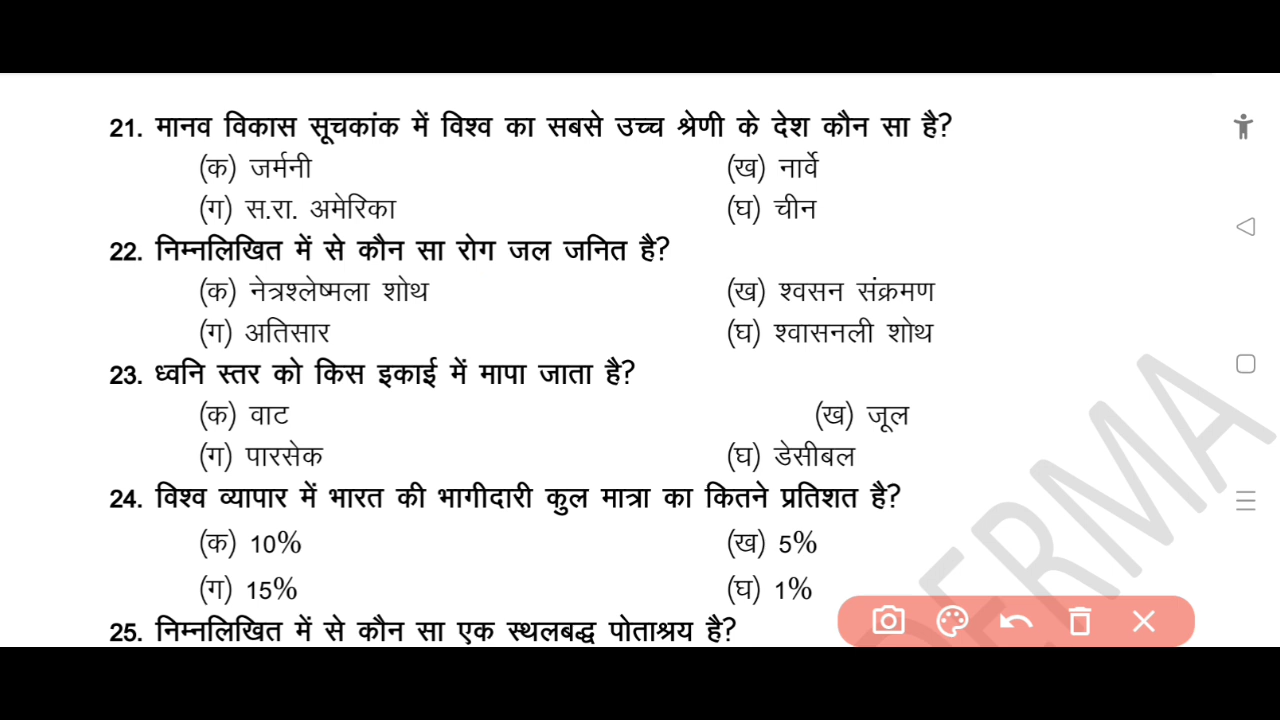 21. मानव विकास सूचकांक में विश्व का सबसे उच्च श्रेणी के देश कौन सा है?
(क) जर्मनी (ख) नार्वे
(ग) स.रा. अमेरिका (घ) चीन
22. निम्नलिखित में से कौन सा रोग जल जनित है?
(क) नेत्रश्लेष्मला शोथ (ख) श्वसन संक्रमण
(ग) अतिसार (घ) श्वासनली शोथ
23. ध्वनि स्तर को किस इकाई में मापा जाता है?
(क) वाट (ख) जूल
(ग) पारसेक (घ) डेसीबल
24. विश्व व्यापार में भारत की भागीदारी कुल मात्रा का कितने प्रतिशत है?
(क) 10% (ख) 5%
(ग) 15% (घ) 1%
25. निम्नलिखित में से कौन सा एक स्थलबद्ध पोताश्रय है?
DERMA